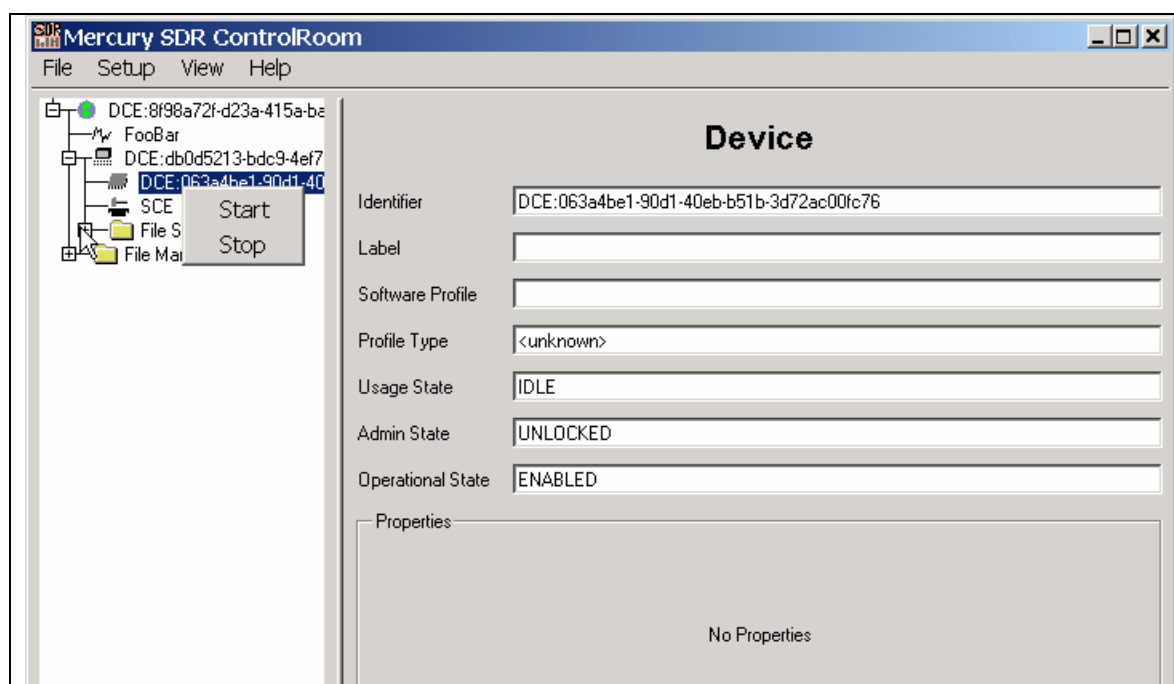 Mercury SDR ControlRoom
File Setup View Help
DCE:8f98a72f-d23a-415a-ba
FooBar
DCE:db0d5213-bdc9-4ef7
DCE:063a4be1-90d1-40
SCE
File S
File Ma
Start
Stop
Device
Identifier DCE:063a4be1-90d1-40eb-b51b-3d72ac00fc76
Label
Software Profile
Profile Type <unknown>
Usage State IDLE
Admin State UNLOCKED
Operational State ENABLED
Properties
No Properties